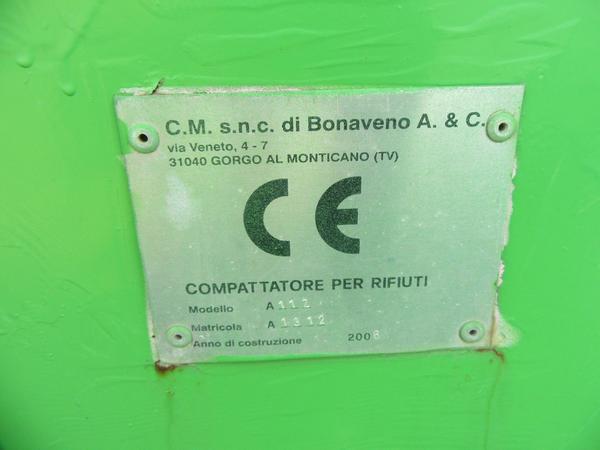 C.M. s.n.c. di Bonaveno A. & C.
via Veneto, 4 - 7
31040 GORGO AL MONTICANO (TV)
CE
COMPATTATORE PER RIFIUTI
Modello A 112
Matricola A 1312
Anno di costruzione